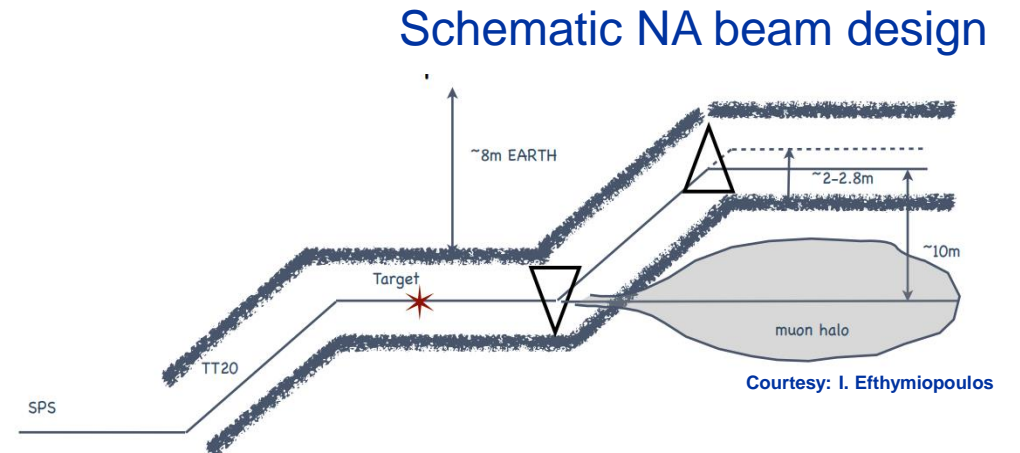 Schematic NA beam design
~8m EARTH
~2-2.8m
~10m
Target
muon halo
TT20
Courtesy: I. Efthymiopoulos
SPS